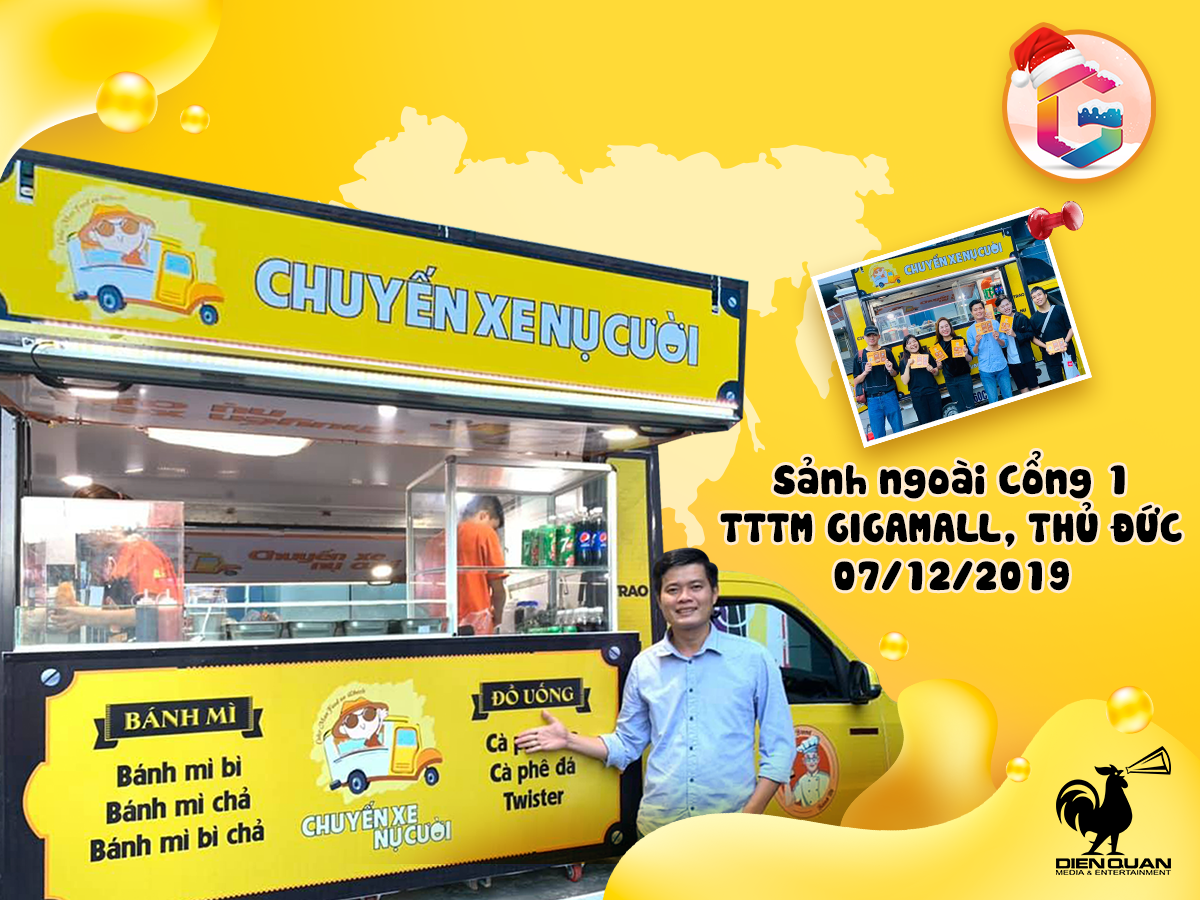 CHUYẾN XE NỤ CƯỜI
CHUYẾN XE NỤ CƯỜI
Sảnh ngoài Cổng 1
TTTM GIGAMALL, THỦ ĐỨC
07/12/2019
Chuyến xe
TRAO
BÁNH MÌ
Bánh mì bì
Bánh mì chả
Bánh mì bì chả
CHUYẾN XE
NỤ CƯỜI
ĐỒ UỐNG
Cà
Cà phê đá
Twister
DIEN QUAN
MEDIA & ENTERTAINMENT